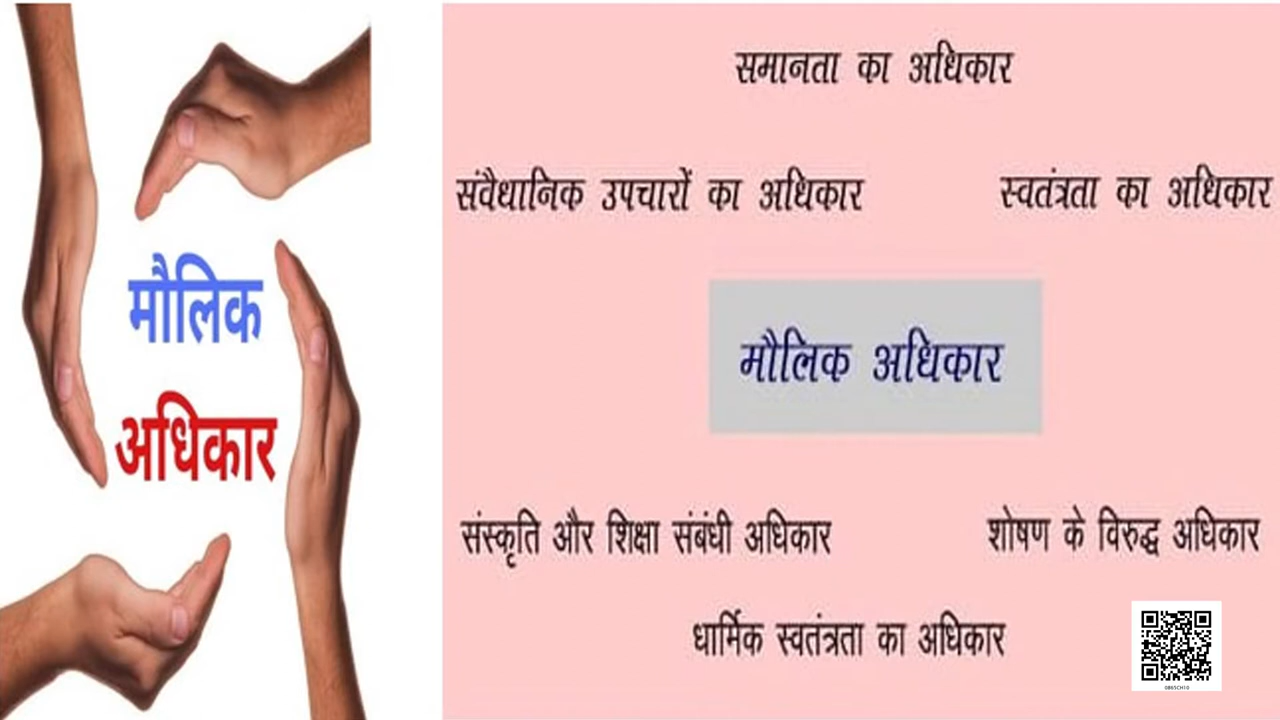 मौलिक
अधिकार
समानता का अधिकार
संवैधानिक उपचारों का अधिकार
स्वतंत्रता का अधिकार
मौलिक अधिकार
संस्कृति और शिक्षा संबंधी अधिकार
शोषण के विरुद्ध अधिकार
धार्मिक स्वतंत्रता का अधिकार